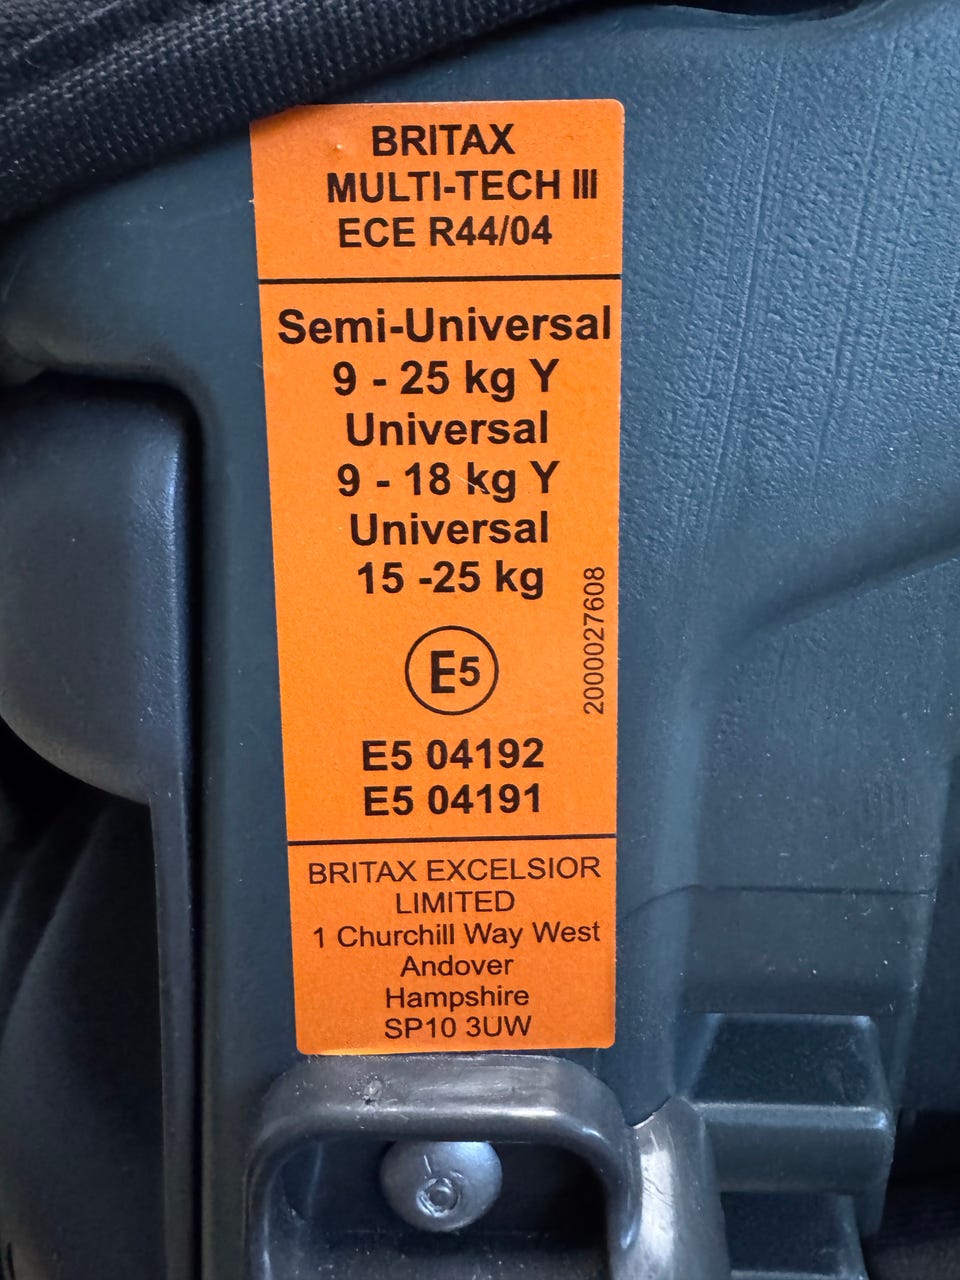 BRITAX
MULTI-TECH III
ECE R44/04
Semi-Universal
9 - 25 kg Y
Universal
9 - 18 kg Y
Universal
15 -25 kg
2000027608
E5
E5 04192
E5 04191
BRITAX EXCELSIOR
LIMITED
1 Churchill Way West
Andover
Hampshire
SP10 3UW